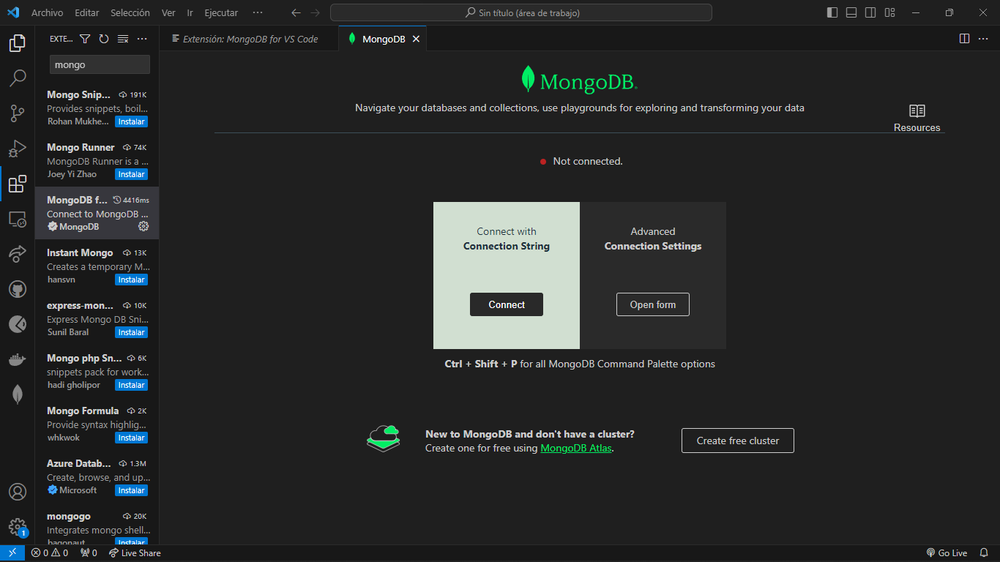 Archivo Editar Selección Ver Ir Ejecutar ··· Sin título (área de trabajo)
EXTE...
mongo
Mongo Snip... 191K
Provides snippets, boil...
Rohan Mukhe... Instalar
Mongo Runner 74K
MongoDB Runner is a ...
Joey Yi Zhao Instalar
MongoDB f... 4416ms
Connect to MongoDB ...
MongoDB
Instant Mongo 13K
Creates a temporary M...
hansvn Instalar
express-mon... 10K
Express Mongo DB Sni...
Sunil Baral Instalar
Mongo php Sn... 6K
snippets pack for work...
hadi gholipor Instalar
Mongo Formula 2K
Provide syntax highlig...
whkwok Instalar
Azure Datab... 1.3M
Create, browse, and up...
Microsoft Instalar
mongogo 20K
Integrates mongo shell...
bagonaut Instalar
Extensión: MongoDB for VS Code MongoDB
MongoDB®
Navigate your databases and collections, use playgrounds for exploring and transforming your data
Resources
Not connected.
Connect with
Connection String
Connect
Advanced
Connection Settings
Open form
Ctrl + Shift + P for all MongoDB Command Palette options
New to MongoDB and don't have a cluster?
Create one for free using MongoDB Atlas.
Create free cluster
1
0 0 0 Live Share Go Live